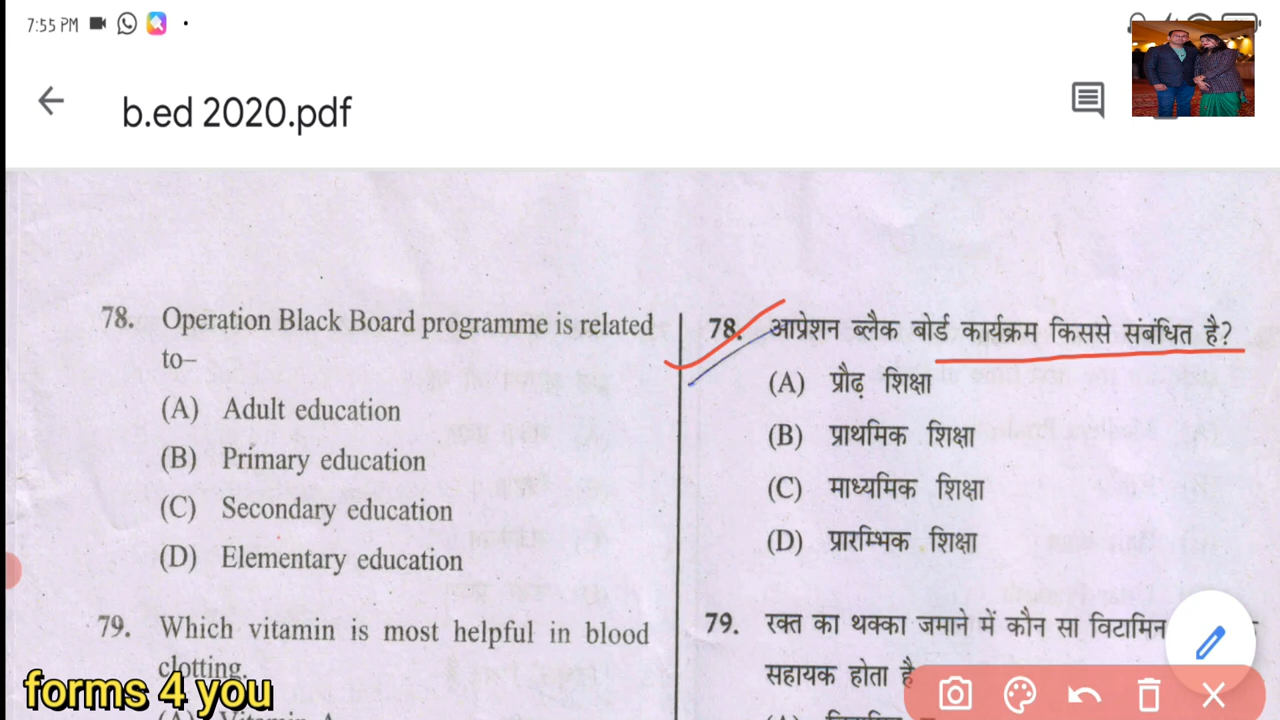 7:55 PM
b.ed 2020.pdf
78. Operation Black Board programme is related
to–
(A) Adult education
(B) Primary education
(C) Secondary education
(D) Elementary education
79. Which vitamin is most helpful in blood
clotting.
78. आप्रेशन ब्लैक बोर्ड कार्यक्रम किससे संबंधित है?
(A) प्रौढ़ शिक्षा
(B) प्राथमिक शिक्षा
(C) माध्यमिक शिक्षा
(D) प्रारम्भिक शिक्षा
79. रक्त का थक्का जमाने में कौन सा विटामिन
सहायक होता है
forms 4 you